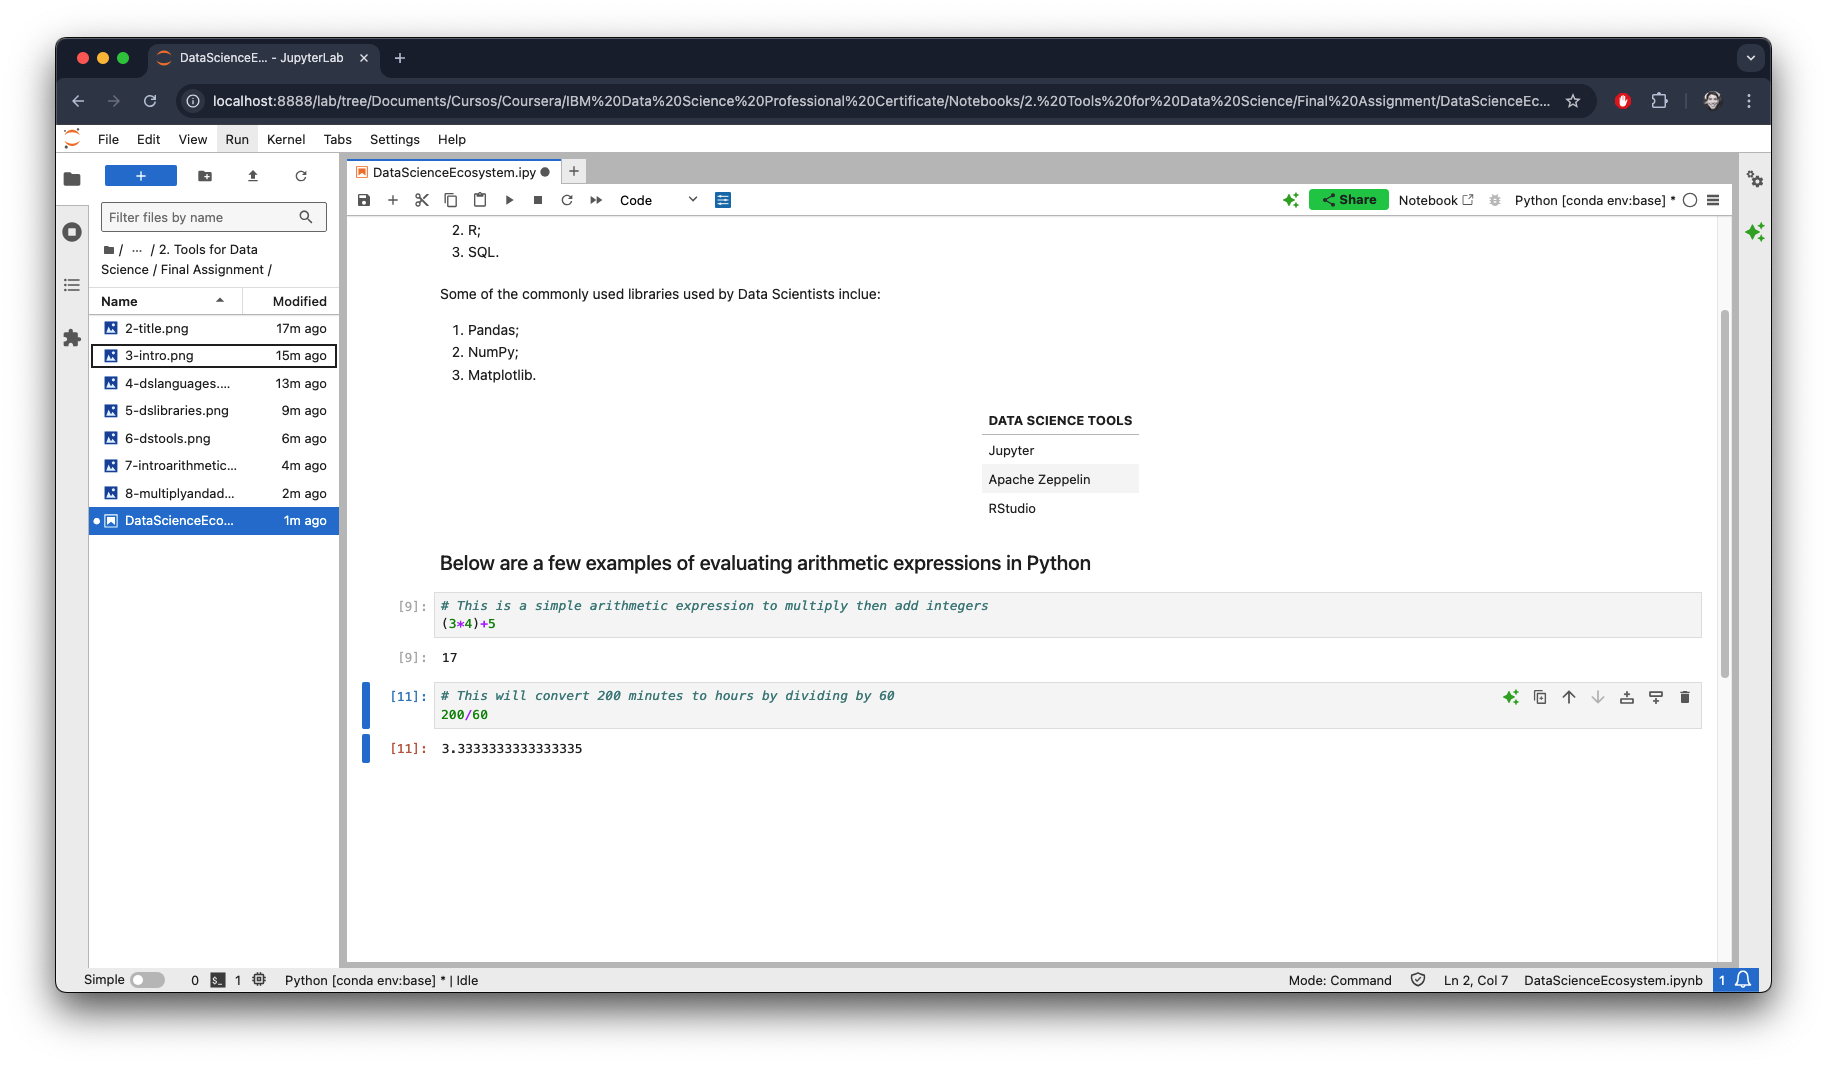 DataScienceE... - JupyterLab
localhost:8888/lab/tree/Documents/Cursos/Coursera/IBM%20Data%20Science%20Professional%20Certificate/Notebooks/2.%20Tools%20for%20Data%20Science/Final%20Assignment/DataScienceEc...
File Edit View Run Kernel Tabs Settings Help
DataScienceEcosystem.ipy
Code
Share
Notebook
Python [conda env:base] *
Filter files by name
/ ... / 2. Tools for Data
Science / Final Assignment /
Name Modified
2-title.png 17m ago
3-intro.png 15m ago
4-dslanguages.... 13m ago
5-dslibraries.png 9m ago
6-dstools.png 6m ago
7-introarithmetic... 4m ago
8-multiplyandad... 2m ago
DataScienceEco... 1m ago
2. R;
3. SQL.
Some of the commonly used libraries used by Data Scientists inclue:
1. Pandas;
2. NumPy;
3. Matplotlib.
DATA SCIENCE TOOLS
Jupyter
Apache Zeppelin
RStudio
Below are a few examples of evaluating arithmetic expressions in Python
[9]: # This is a simple arithmetic expression to multiply then add integers
(3*4)+5
[9]: 17
[11]: # This will convert 200 minutes to hours by dividing by 60
200/60
[11]: 3.3333333333333335
Simple 0 $_ 1 Python [conda env:base] * | Idle
Mode: Command Ln 2, Col 7 DataScienceEcosystem.ipynb 1